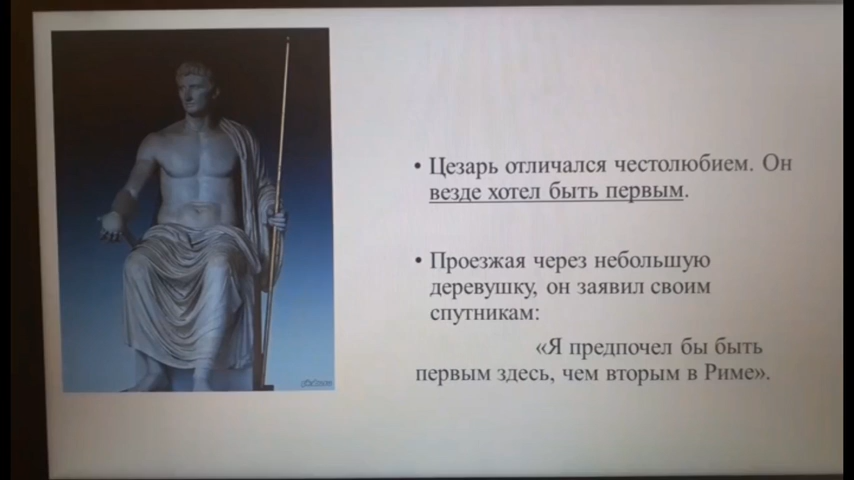 • Цезарь отличался честолюбием. Он
везде хотел быть первым.
• Проезжая через небольшую
деревушку, он заявил своим
спутникам:
«Я предпочел бы быть
первым здесь, чем вторым в Риме».